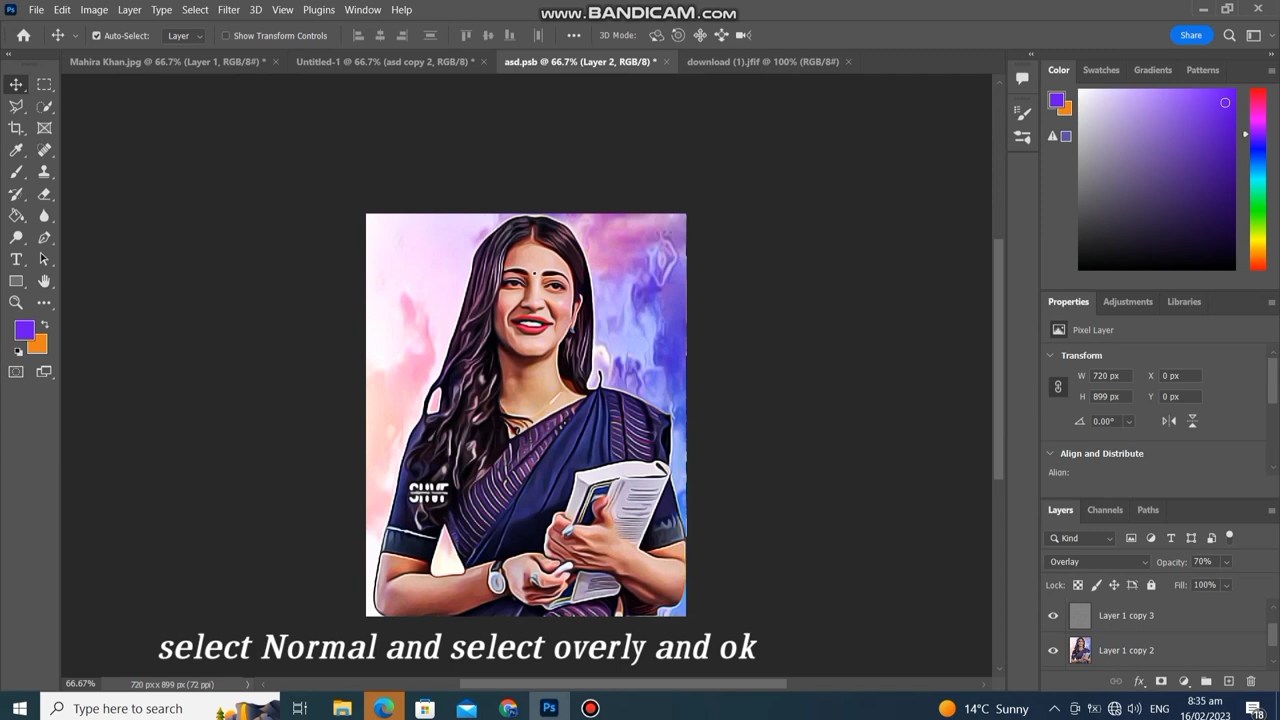 File Edit Image Layer Type Select Filter 3D View Plugins Window Help
www.BANDICAM.com
Auto-Select: Layer Show Transform Controls 3D Mode: Share
Mahira Khan.jpg @ 66.7% (Layer 1, RGB/8#) * × Untitled-1 @ 66.7% (asd copy 2, RGB/8) * × asd.psb @ 66.7% (Layer 2, RGB/8) * × download (1).jfif @ 100% (RGB/8#) ×
Color Swatches Gradients Patterns
Properties Adjustments Libraries
Pixel Layer
Transform
W 720 px X 0 px
H 899 px Y 0 px
0.00°
Align and Distribute
Align:
Layers Channels Paths
Kind
Overlay Opacity: 70%
Lock: Fill: 100%
Layer 1 copy 3
Layer 1 copy 2
select Normal and select overly and ok
66.67% 720 px x 899 px (72 ppi)
Type here to search
14°C Sunny ENG 8:35 am
16/02/2023
18